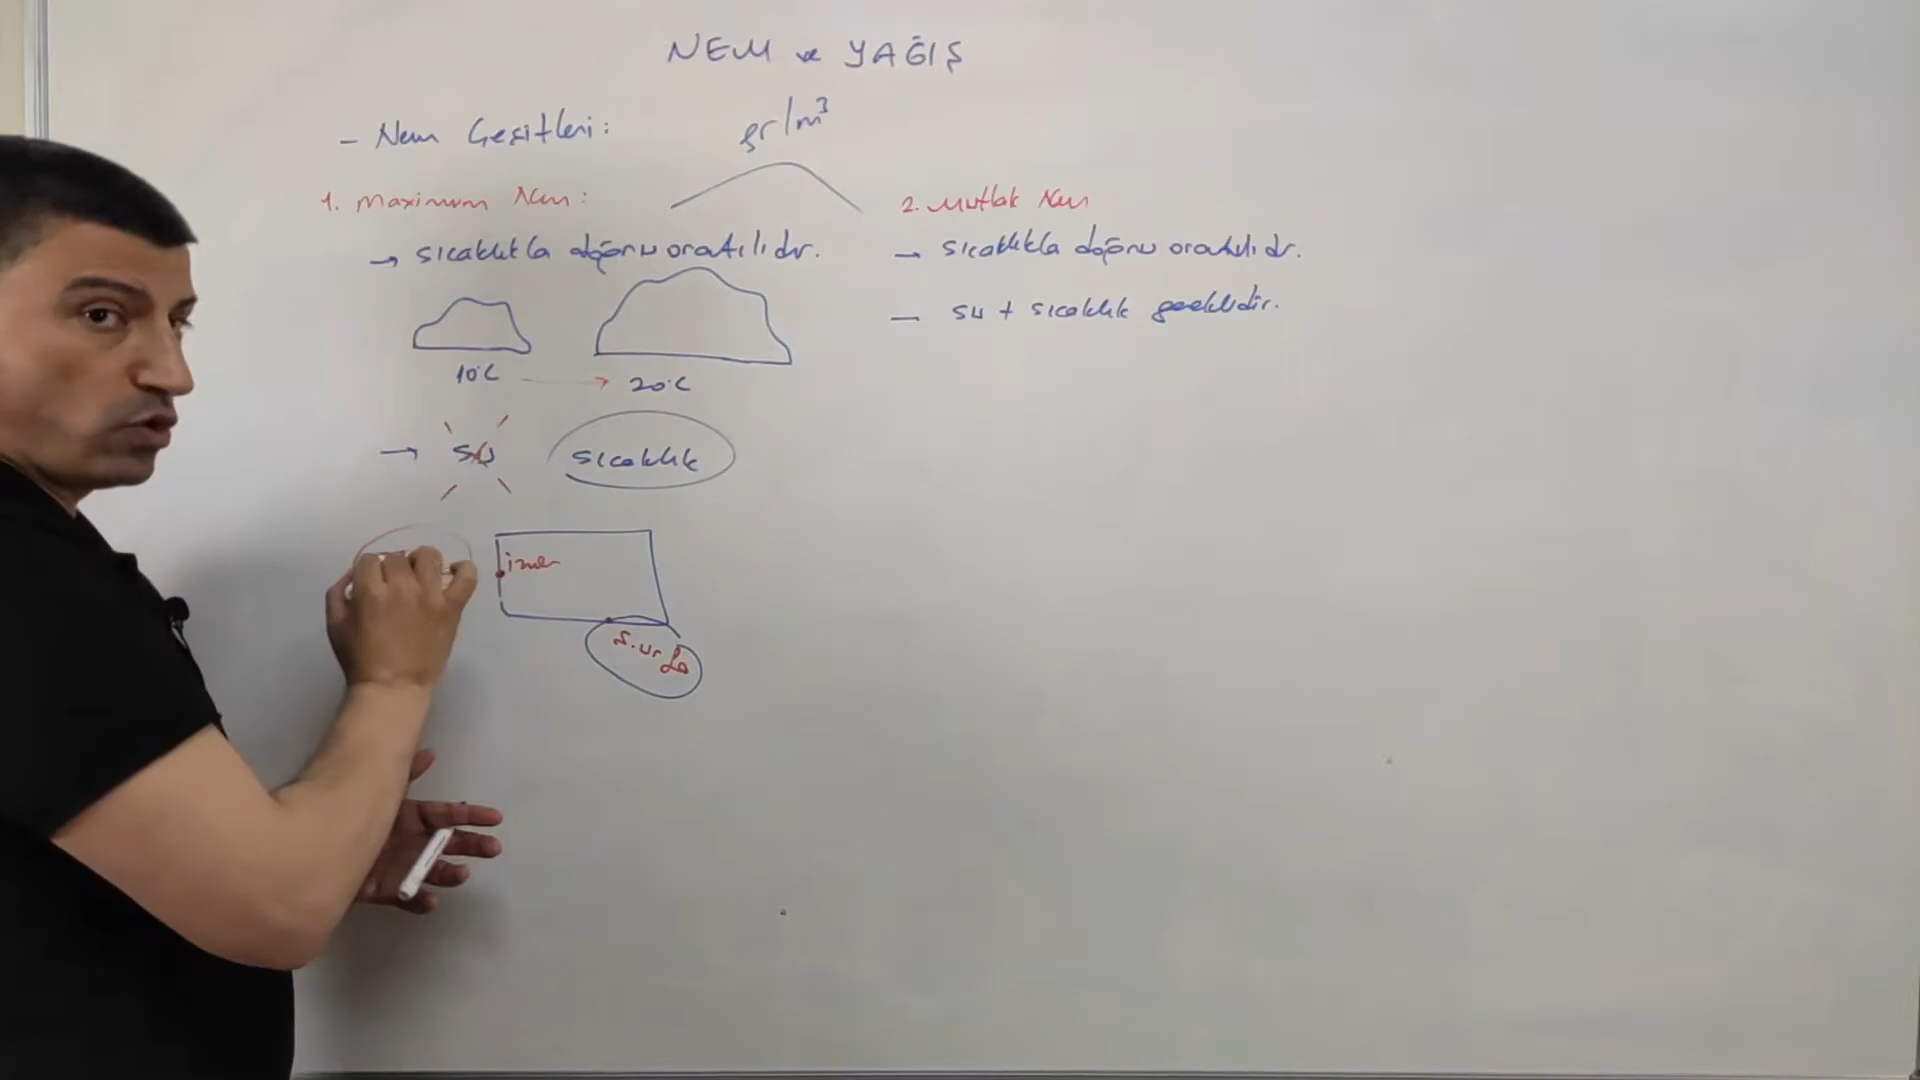 NEM ve YAĞIŞ
- Nem Çeşitleri:
gr/m³
1. Maximum Nem:
→ sıcaklıkla doğru orantılıdır.
10°C → 20°C
→ su sıcaklık
izmir
Ş.urfa
2. Mutlak Nem
- sıcaklıkla doğru orantılıdır.
- su + sıcaklık gereklidir.